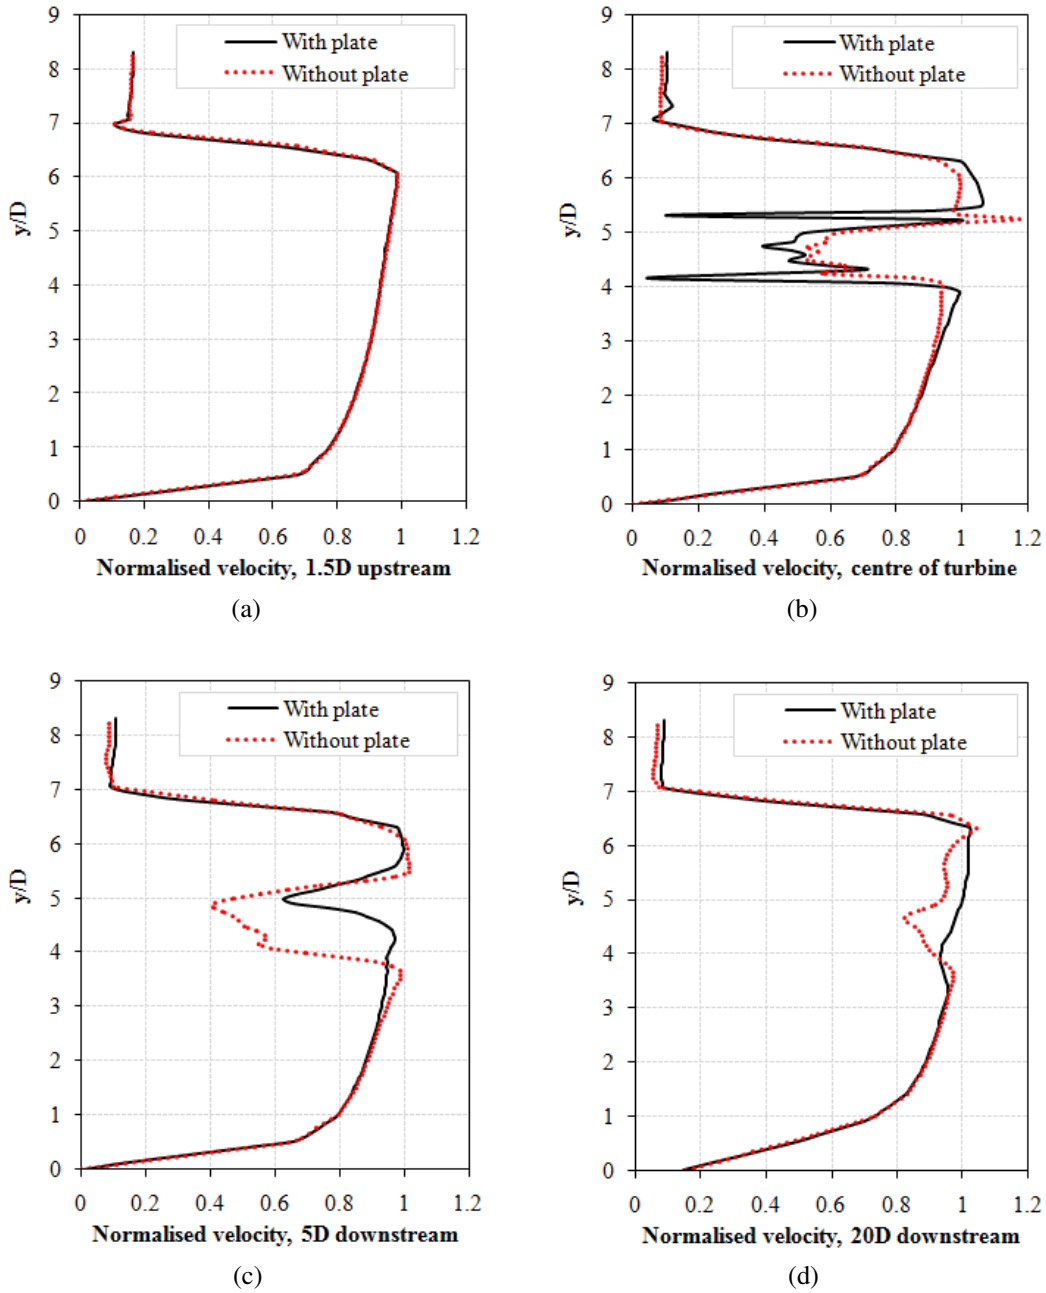 9
8
7
6
5
4
3
2
1
0
y/D
With plate
Without plate
0 0.2 0.4 0.6 0.8 1 1.2
Normalised velocity, 1.5D upstream
(a)
9
8
7
6
5
4
3
2
1
0
y/D
With plate
Without plate
0 0.2 0.4 0.6 0.8 1 1.2
Normalised velocity, centre of turbine
(b)
9
8
7
6
5
4
3
2
1
0
y/D
With plate
Without plate
0 0.2 0.4 0.6 0.8 1 1.2
Normalised velocity, 5D downstream
(c)
9
8
7
6
5
4
3
2
1
0
y/D
With plate
Without plate
0 0.2 0.4 0.6 0.8 1 1.2
Normalised velocity, 20D downstream
(d)